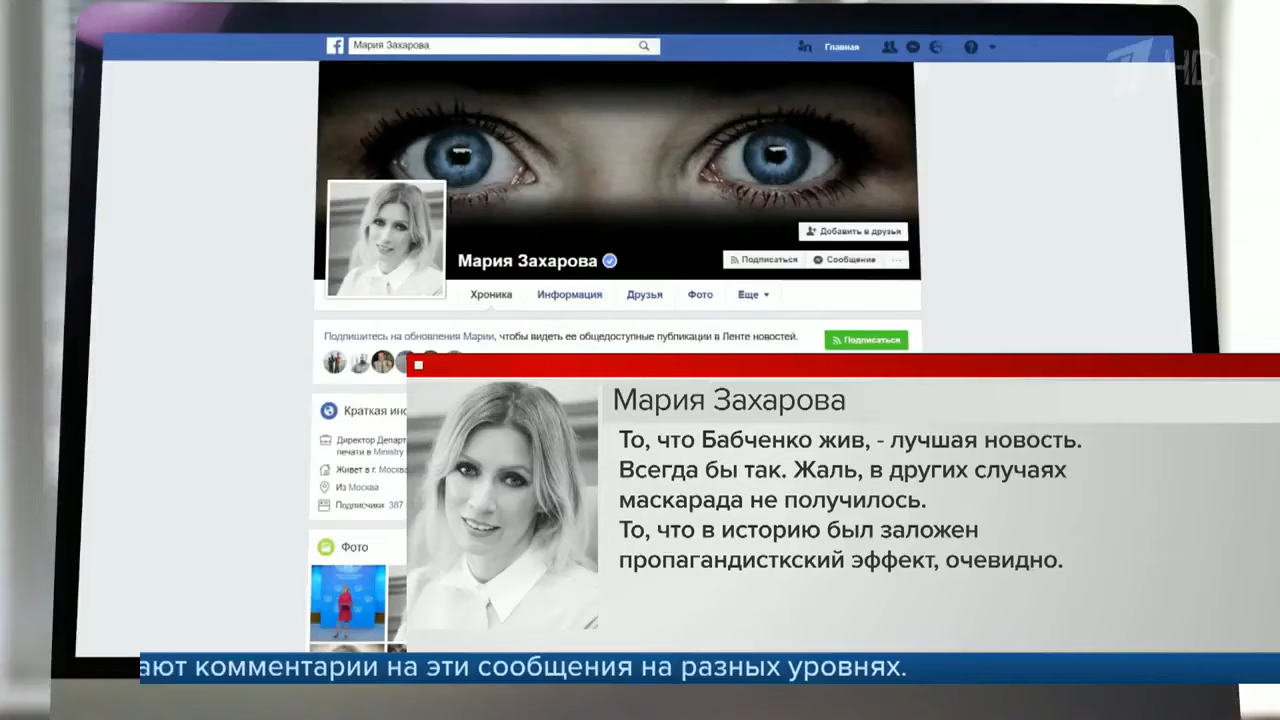 Мария Захарова
Главная
HD
Добавить в друзья
Мария Захарова
Подписаться
Сообщение
Хроника
Информация
Друзья
Фото
Еще
Подпишитесь на обновления Марии, чтобы видеть ее общедоступные публикации в Ленте новостей.
Подписаться
Краткая инс
Директор Департ
печати в Ministry
Живет в г. Москва
Из Москва
Подписчики 387
Фото
Мария Захарова
То, что Бабченко жив, - лучшая новость.
Всегда бы так. Жаль, в других случаях
маскарада не получилось.
То, что в историю был заложен
пропагандисткский эффект, очевидно.
ают комментарии на эти сообщения на разных уровнях.